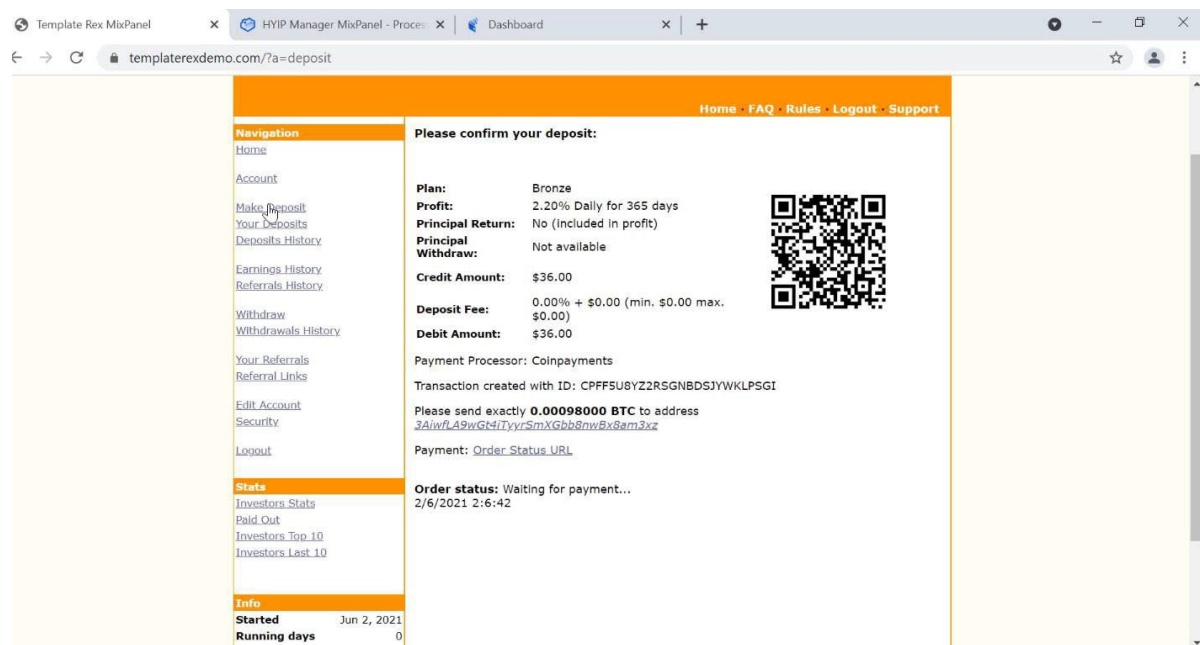 Template Rex MixPanel
HYIP Manager MixPanel - Proces
Dashboard
templaterexdemo.com/?a=deposit
Home · FAQ · Rules · Logout · Support
Navigation
Home
Account
Make Deposit
Your Deposits
Deposits History
Earnings History
Referrals History
Withdraw
Withdrawals History
Your Referrals
Referral Links
Edit Account
Security
Logout
Stats
Investors Stats
Paid Out
Investors Top 10
Investors Last 10
Info
Started Jun 2, 2021
Running days 0
Please confirm your deposit:
Plan: Bronze
Profit: 2.20% Daily for 365 days
Principal Return: No (included in profit)
Principal
Withdraw: Not available
Credit Amount: $36.00
Deposit Fee: 0.00% + $0.00 (min. $0.00 max.
$0.00)
Debit Amount: $36.00
Payment Processor: Coinpayments
Transaction created with ID: CPFF5U8YZ2RSGNBDSJYWKLPSGI
Please send exactly 0.00098000 BTC to address
3AiwfLA9wGt4iTyyrSmXGbb8nwBx8am3xz
Payment: Order Status URL
Order status: Waiting for payment...
2/6/2021 2:6:42